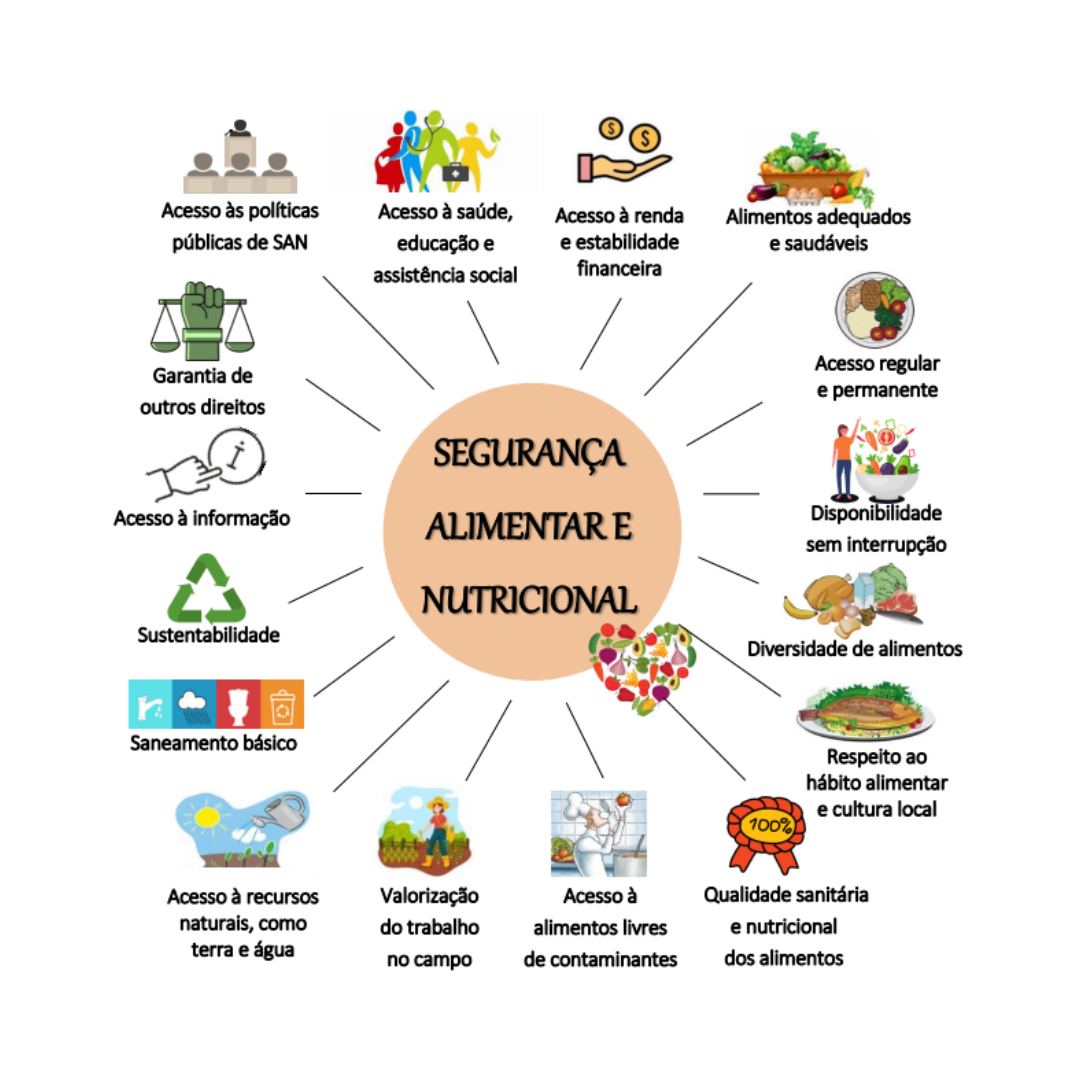 Acesso às políticas
públicas de SAN
Acesso à saúde,
educação e
assistência social
Acesso à renda
e estabilidade
financeira
Alimentos adequados
e saudáveis
Acesso regular
e permanente
Disponibilidade
sem interrupção
Diversidade de alimentos
Respeito ao
hábito alimentar
e cultura local
100%
Qualidade sanitária
e nutricional
dos alimentos
Acesso à
alimentos livres
de contaminantes
Valorização
do trabalho
no campo
Acesso à recursos
naturais, como
terra e água
Saneamento básico
Sustentabilidade
i
Acesso à informação
Garantia de
outros direitos
SEGURANÇA
ALIMENTAR E
NUTRICIONAL
$
$